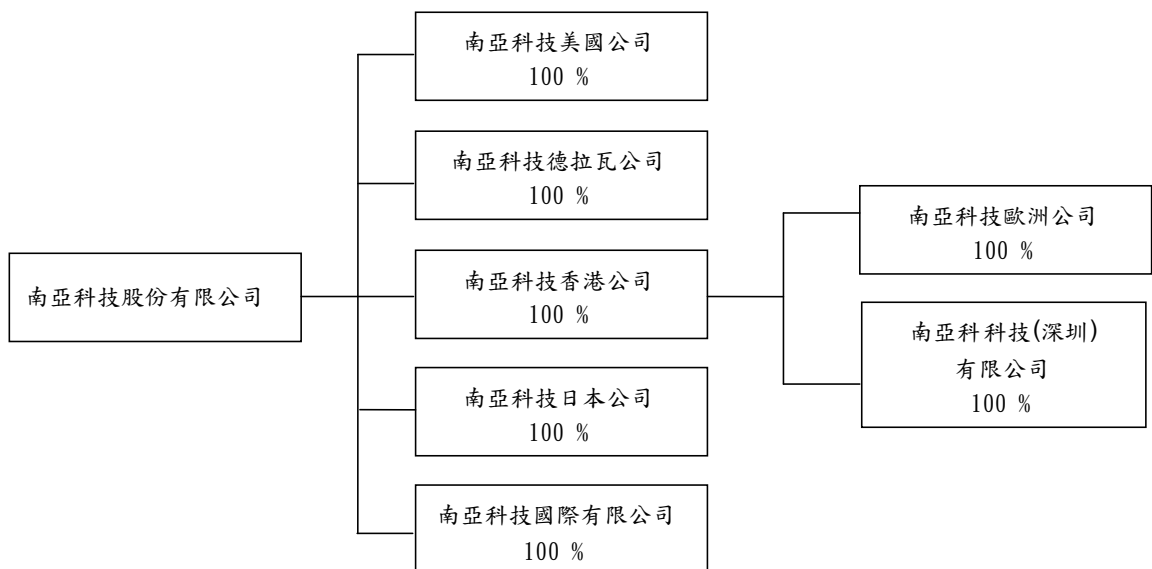 南亞科技股份有限公司
南亞科技美國公司
100 %
南亞科技德拉瓦公司
100 %
南亞科技香港公司
100 %
南亞科技日本公司
100 %
南亞科技國際有限公司
100 %
南亞科技歐洲公司
100 %
南亞科科技(深圳)
有限公司
100 %